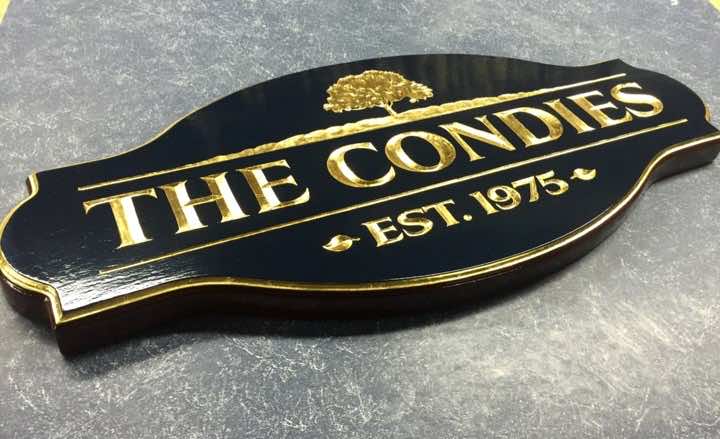 THE CONDIES
EST. 1975